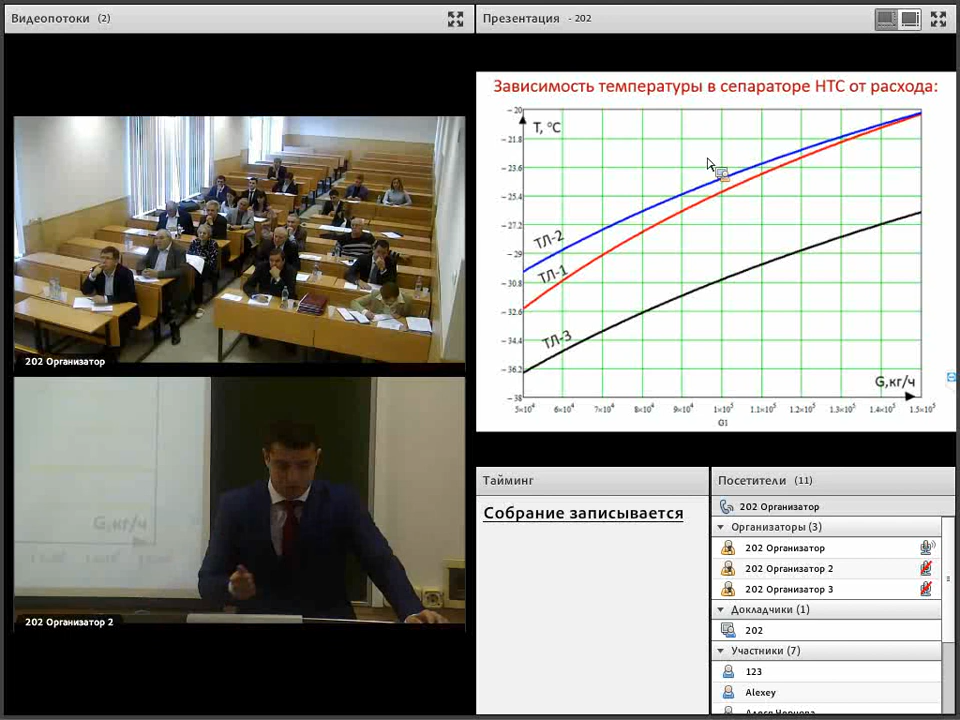 Видеопотоки (2)
202 Организатор
G,кг/ч
202 Организатор 2
Презентация - 202
Зависимость температуры в сепараторе НТС от расхода:
T, °C
-20
-21.8
-23.6
-25.4
-27.2
-29
-30.8
-32.6
-34.4
-36.2
-38
ТЛ-2
ТЛ-1
ТЛ-3
G,кг/ч
5×10⁴ 6×10⁴ 7×10⁴ 8×10⁴ 9×10⁴ 1×10⁵ 1.1×10⁵ 1.2×10⁵ 1.3×10⁵ 1.4×10⁵ 1.5×10⁵
G1
Тайминг
Собрание записывается
Посетители (11)
202 Организатор
Организаторы (3)
202 Организатор
202 Организатор 2
202 Организатор 3
Докладчики (1)
202
Участники (7)
123
Alexey